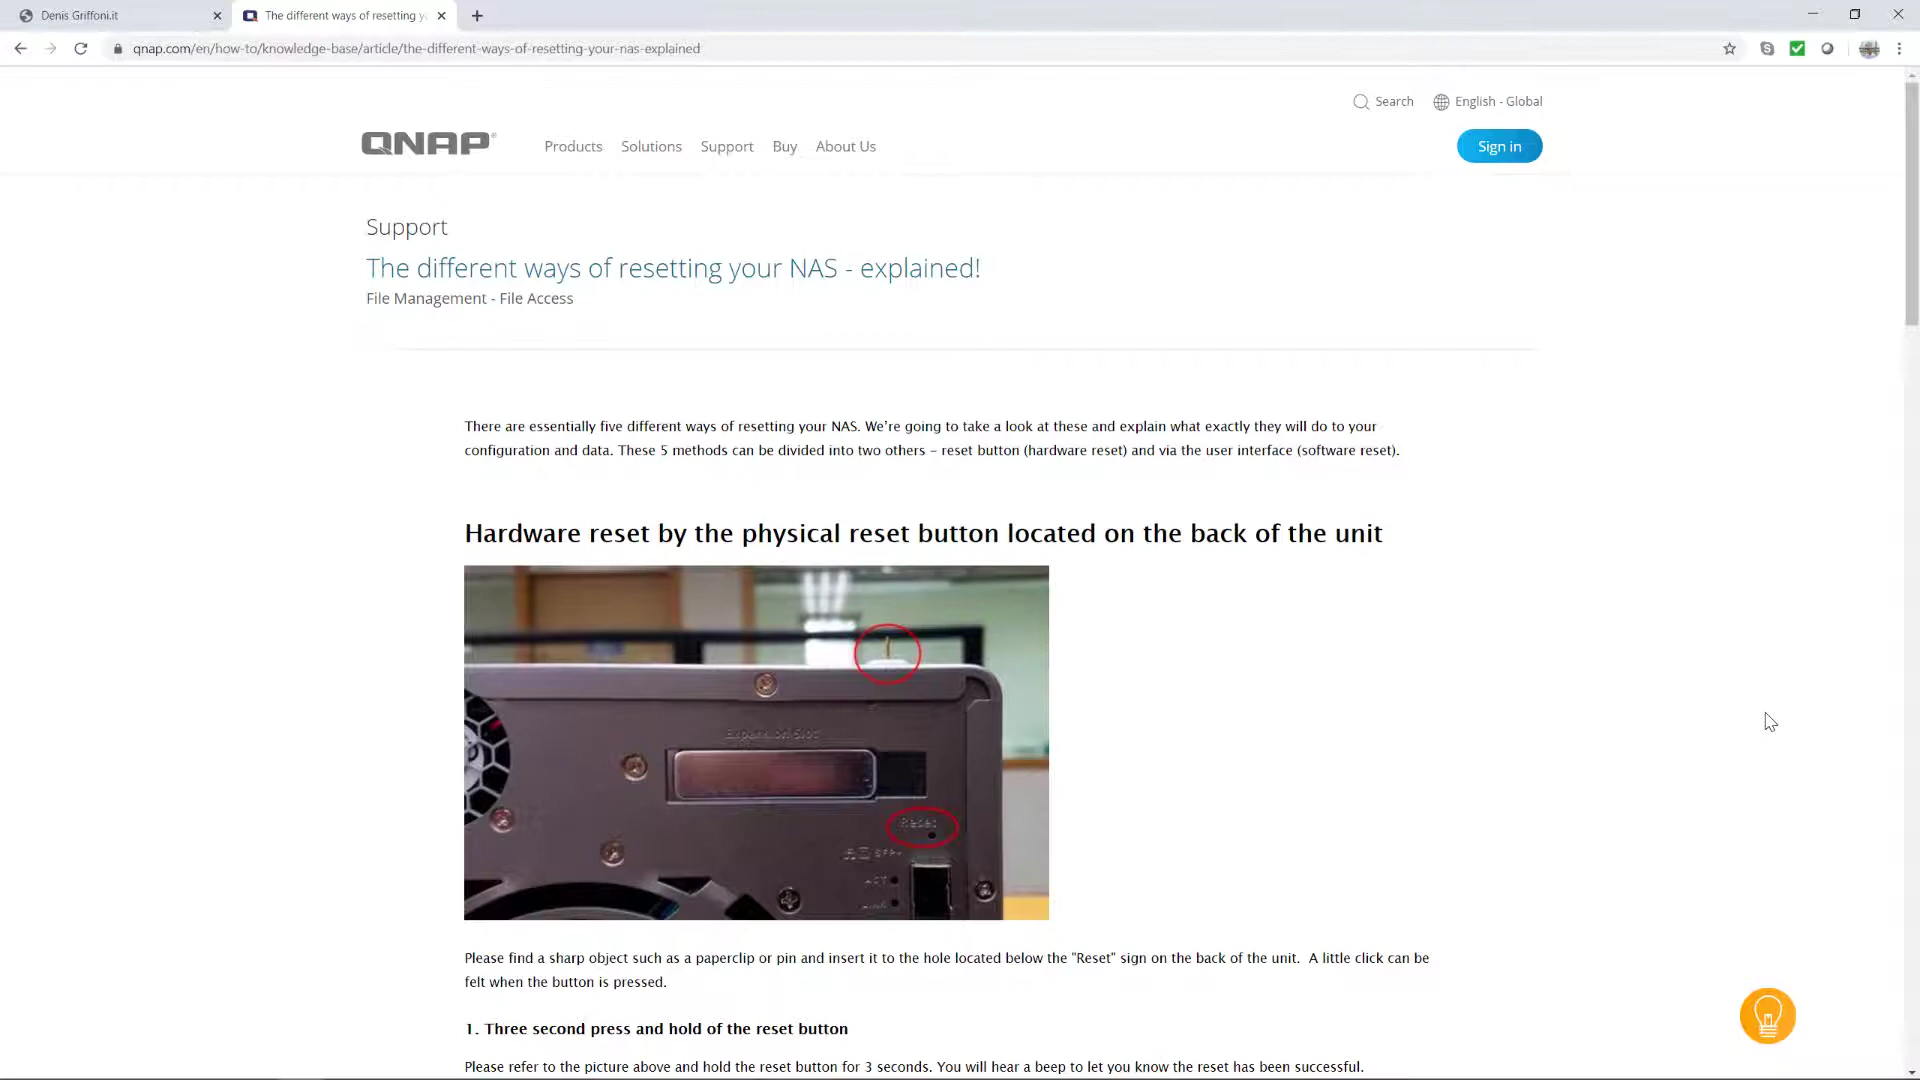 Denis Griffoni.it
The different ways of resetting yo
qnap.com/en/how-to/knowledge-base/article/the-different-ways-of-resetting-your-nas-explained
Search
English - Global
QNAP
Products
Solutions
Support
Buy
About Us
Sign in
Support
The different ways of resetting your NAS - explained!
File Management - File Access
There are essentially five different ways of resetting your NAS. We're going to take a look at these and explain what exactly they will do to your
configuration and data. These 5 methods can be divided into two others – reset button (hardware reset) and via the user interface (software reset).
Hardware reset by the physical reset button located on the back of the unit
Expansion Slot
Reset
SFP+
ACT
Link
Please find a sharp object such as a paperclip or pin and insert it to the hole located below the "Reset" sign on the back of the unit.  A little click can be
felt when the button is pressed.
1. Three second press and hold of the reset button
Please refer to the picture above and hold the reset button for 3 seconds. You will hear a beep to let you know the reset has been successful.